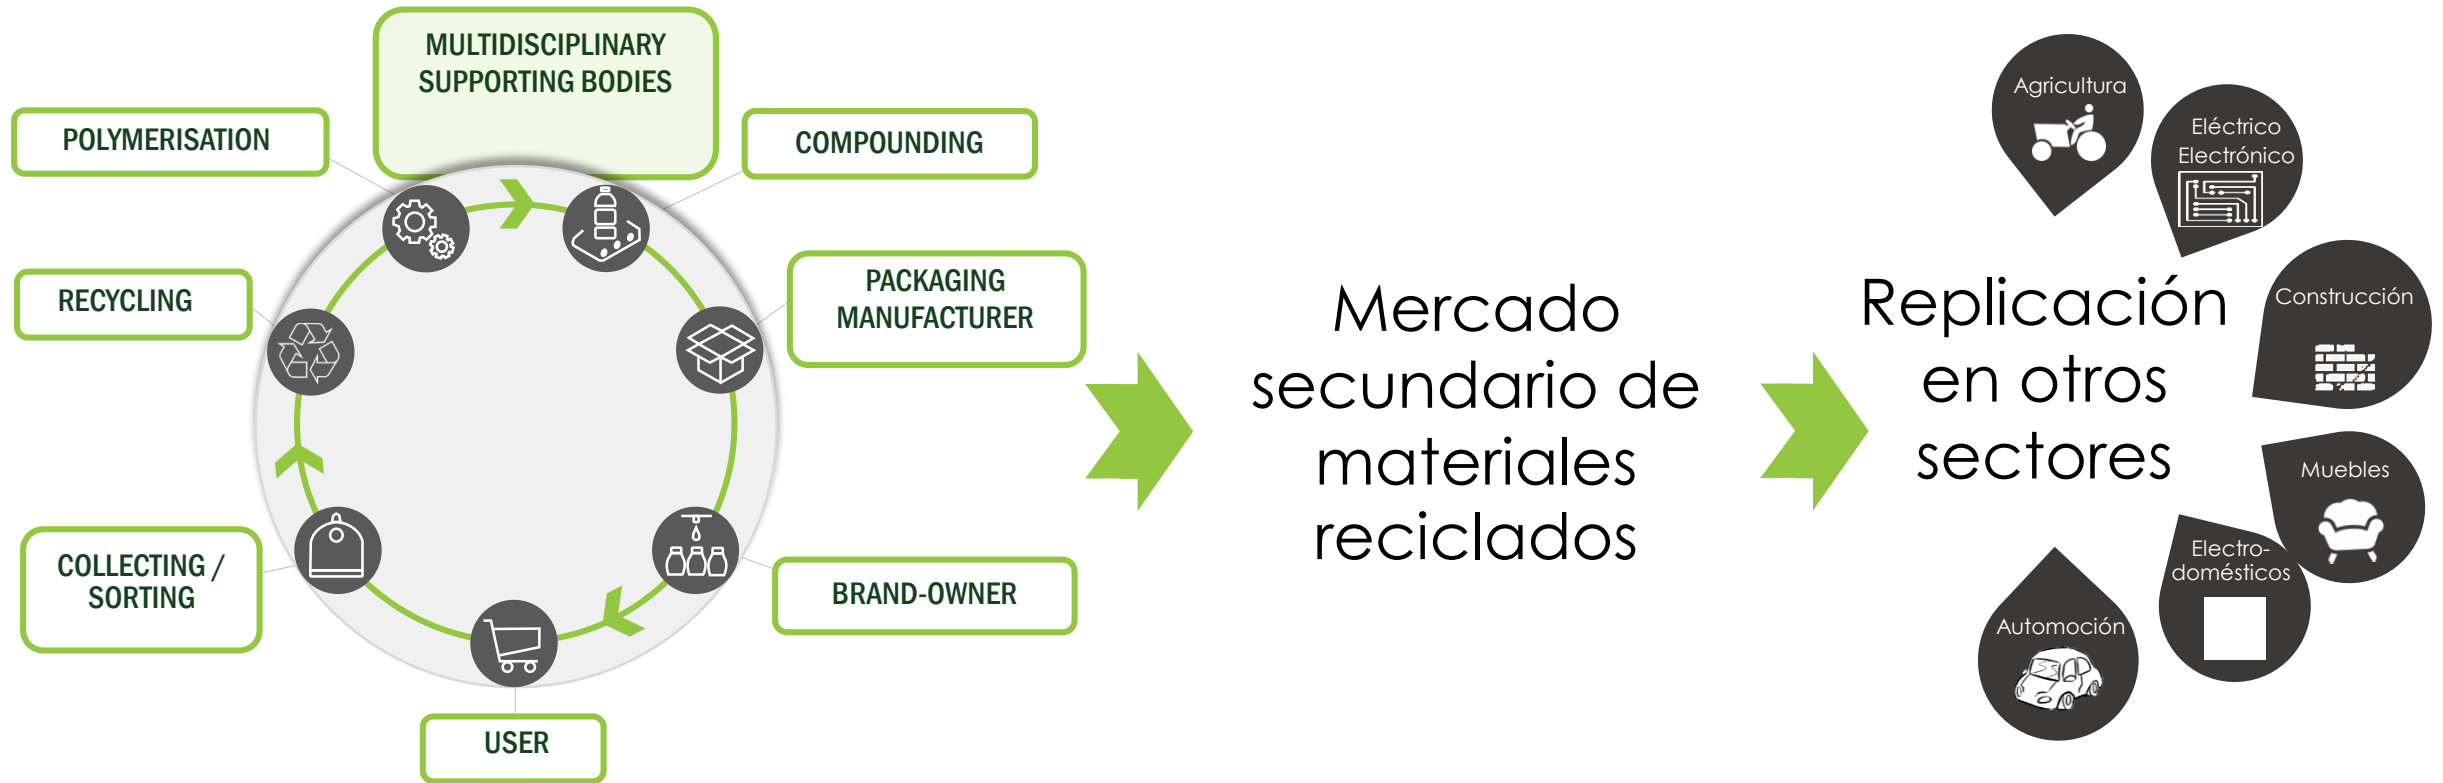 MULTIDISCIPLINARY
SUPPORTING BODIES
POLYMERISATION
COMPOUNDING
RECYCLING
PACKAGING
MANUFACTURER
COLLECTING /
SORTING
BRAND-OWNER
USER
Mercado
secundario de
materiales
reciclados
Replicación
en otros
sectores
Agricultura
Eléctrico
Electrónico
Construcción
Muebles
Electro-
domésticos
Automoción